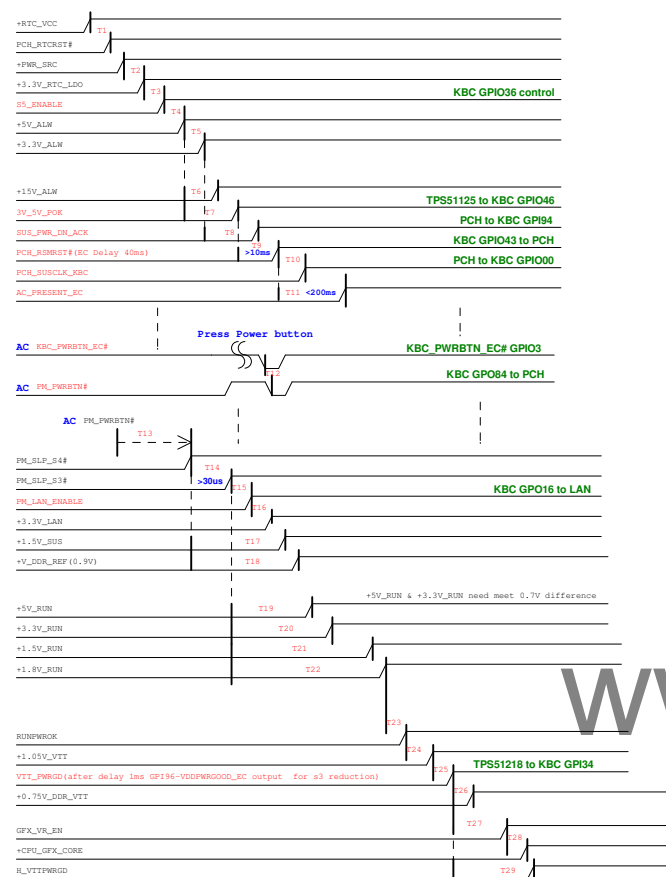 +RTC_VCC
T1
PCH_RTCRST#
+PWR_SRC
T2
+3.3V_RTC_LDO
T3
KBC GPIO36 control
S5_ENABLE
T4
+5V_ALW
T5
+3.3V_ALW
+15V_ALW
T6
TPS51125 to KBC GPIO46
3V_5V_POK
T7
PCH to KBC GPI94
SUS_PWR_DN_ACK
T8
KBC GPIO43 to PCH
T9
PCH_RSMRST#(EC Delay 40ms)
>10ms
T10
PCH to KBC GPIO00
PCH_SUSCLK_KBC
AC_PRESENT_EC
T11 <200ms
Press Power button
AC KBC_PWRBTN_EC#
KBC_PWRBTN_EC# GPIO3
T12
KBC GPO84 to PCH
AC PM_PWRBTN#
AC PM_PWRBTN#
T13
PM_SLP_S4#
T14
PM_SLP_S3#
>30us
T15
KBC GPO16 to LAN
PM_LAN_ENABLE
T16
+3.3V_LAN
+1.5V_SUS
T17
+V_DDR_REF(0.9V)
T18
+5V_RUN & +3.3V_RUN need meet 0.7V difference
+5V_RUN
T19
+3.3V_RUN
T20
+1.5V_RUN
T21
+1.8V_RUN
T22
ww
T23
RUNPWROK
T24
+1.05V_VTT
TPS51218 to KBC GPI34
T25
VTT_PWRGD(after delay 1ms GPI96-VDDPWRGOOD_EC output for s3 reduction)
T26
+0.75V_DDR_VTT
T27
GFX_VR_EN
T28
+CPU_GFX_CORE
H_VTTPWRGD
T29